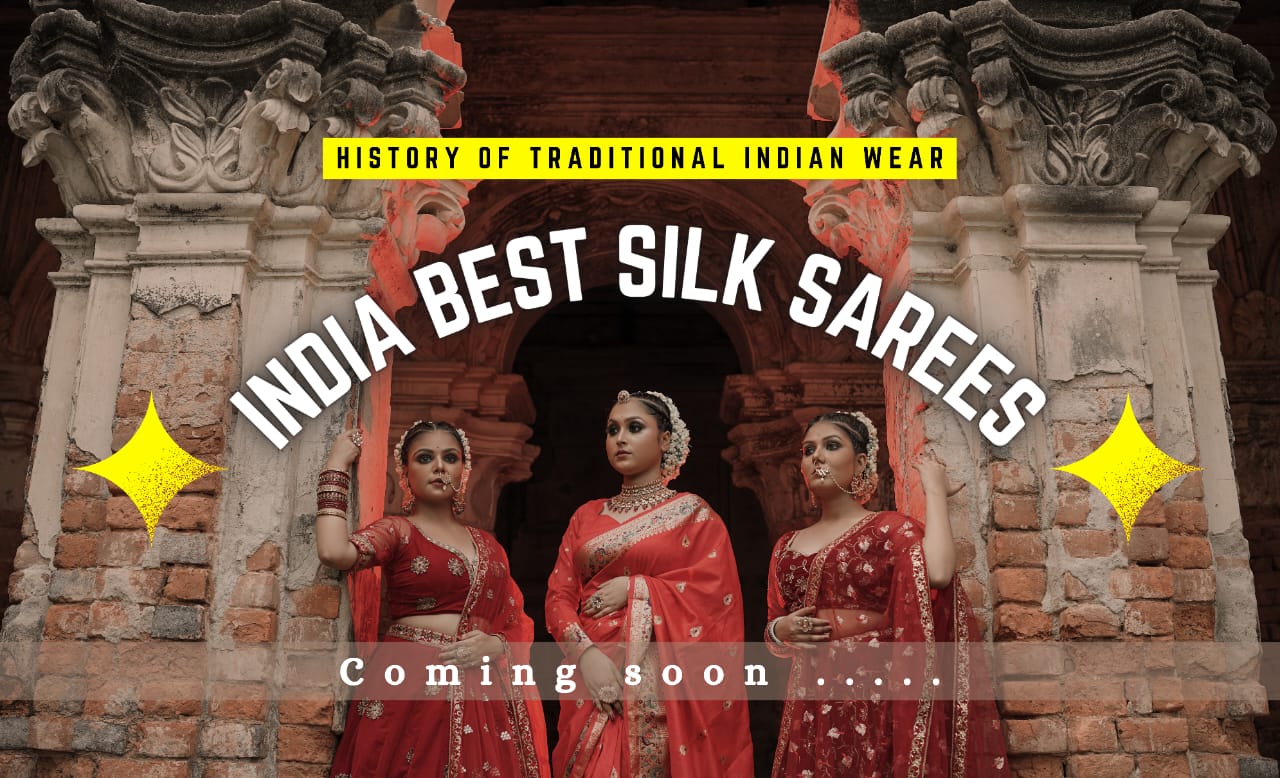 HISTORY OF TRADITIONAL INDIAN WEAR
INDIA BEST SILK SAREES
Coming soon .....